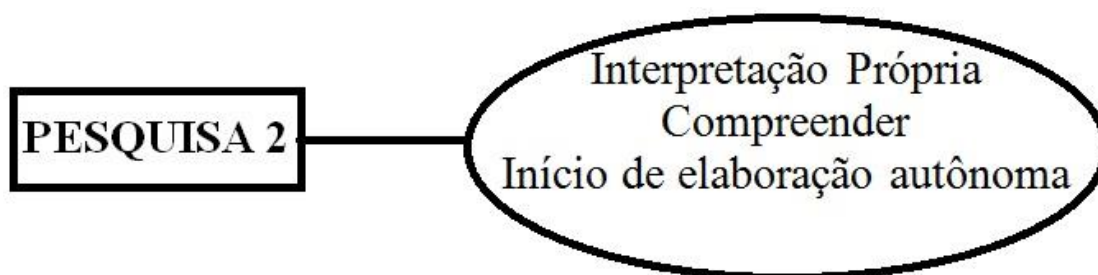 PESQUISA 2
Interpretação Própria
Compreender
Início de elaboração autônoma